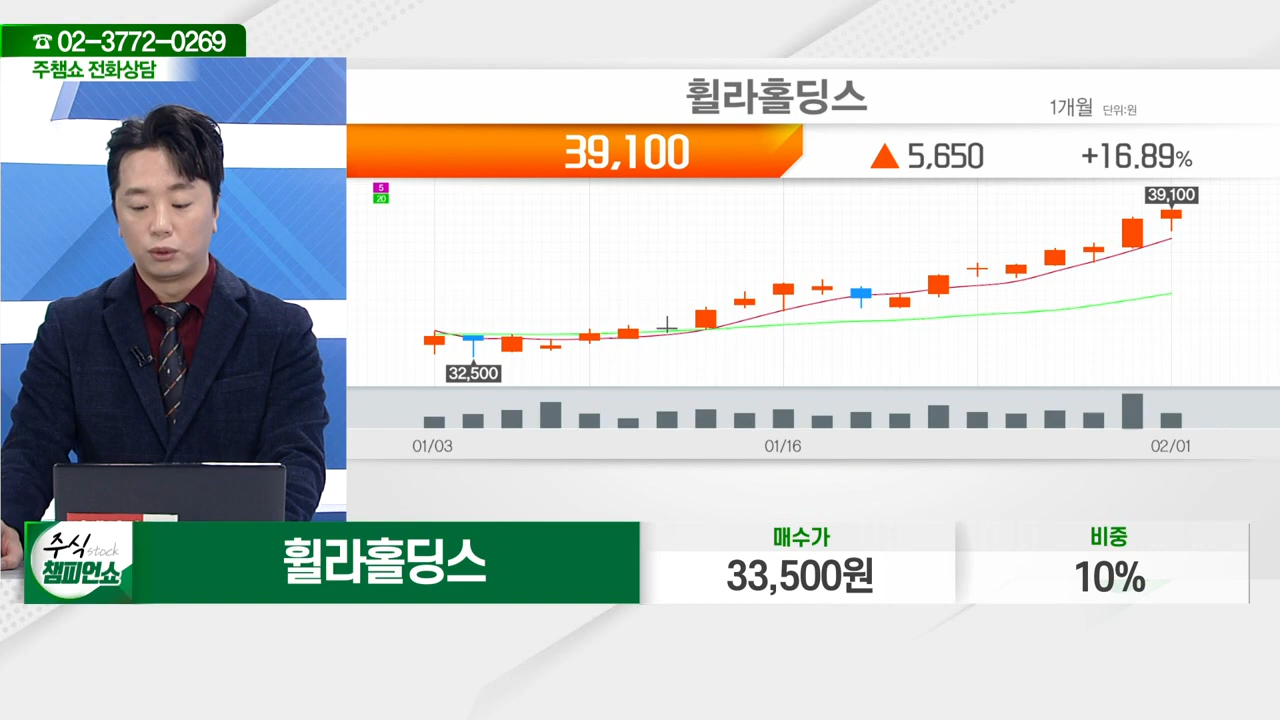 ☎ 02-3772-0269
주챔쇼 전화상담
휠라홀딩스
1개월 단위:원
39,100 ▲ 5,650 +16.89%
5
20
39,100
32,500
01/03 01/16 02/01
주식 stock
챔피언쇼
휠라홀딩스
매수가
33,500원
비중
10%